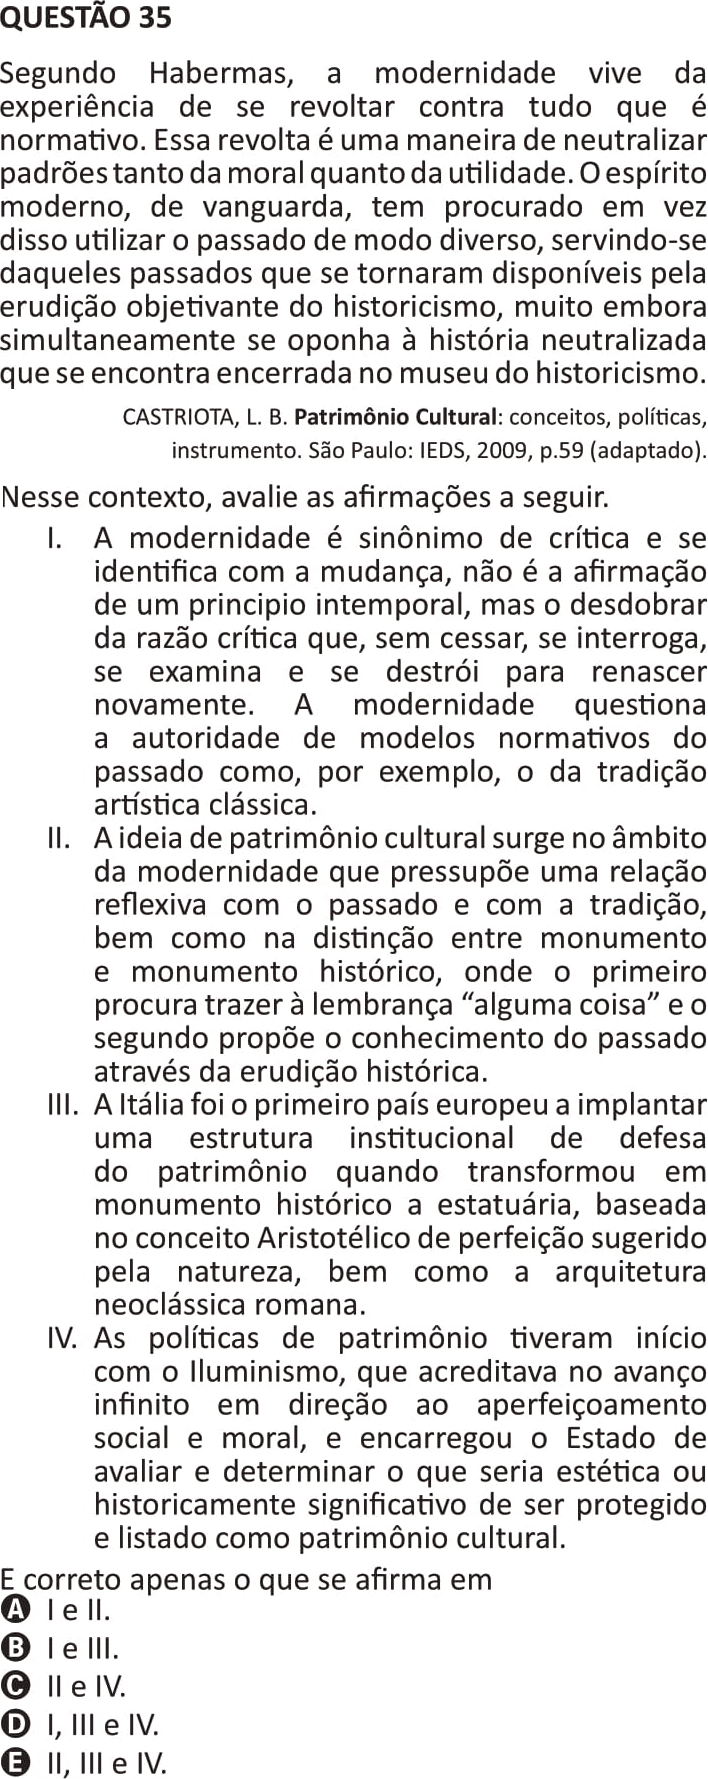 QUESTÃO 35
Segundo Habermas, a modernidade vive da
experiência de se revoltar contra tudo que é
normativo. Essa revolta é uma maneira de neutralizar
padrões tanto da moral quanto da utilidade. O espírito
moderno, de vanguarda, tem procurado em vez
disso utilizar o passado de modo diverso, servindo-se
daqueles passados que se tornaram disponíveis pela
erudição objetivante do historicismo, muito embora
simultaneamente se oponha à história neutralizada
que se encontra encerrada no museu do historicismo.
CASTRIOTA, L. B. Patrimônio Cultural: conceitos, políticas,
instrumento. São Paulo: IEDS, 2009, p.59 (adaptado).
Nesse contexto, avalie as afirmações a seguir.
I. A modernidade é sinônimo de crítica e se
identifica com a mudança, não é a afirmação
de um principio intemporal, mas o desdobrar
da razão crítica que, sem cessar, se interroga,
se examina e se destrói para renascer
novamente. A modernidade questiona
a autoridade de modelos normativos do
passado como, por exemplo, o da tradição
artística clássica.
II. A ideia de patrimônio cultural surge no âmbito
da modernidade que pressupõe uma relação
reflexiva com o passado e com a tradição,
bem como na distinção entre monumento
e monumento histórico, onde o primeiro
procura trazer à lembrança “alguma coisa” e o
segundo propõe o conhecimento do passado
através da erudição histórica.
III. A Itália foi o primeiro país europeu a implantar
uma estrutura institucional de defesa
do patrimônio quando transformou em
monumento histórico a estatuária, baseada
no conceito Aristotélico de perfeição sugerido
pela natureza, bem como a arquitetura
neoclássica romana.
IV. As políticas de patrimônio tiveram início
com o Iluminismo, que acreditava no avanço
infinito em direção ao aperfeiçoamento
social e moral, e encarregou o Estado de
avaliar e determinar o que seria estética ou
historicamente significativo de ser protegido
e listado como patrimônio cultural.
E correto apenas o que se afirma em
A I e II.
B I e III.
C II e IV.
D I, III e IV.
E II, III e IV.